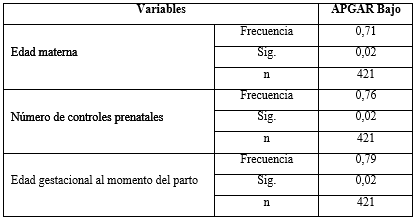 Variables APGAR Bajo
Edad materna
Frecuencia 0,71
Sig. 0,02
n 421
Número de controles prenatales
Frecuencia 0,76
Sig. 0,02
n 421
Edad gestacional al momento del parto
Frecuencia 0,79
Sig. 0,02
n 421